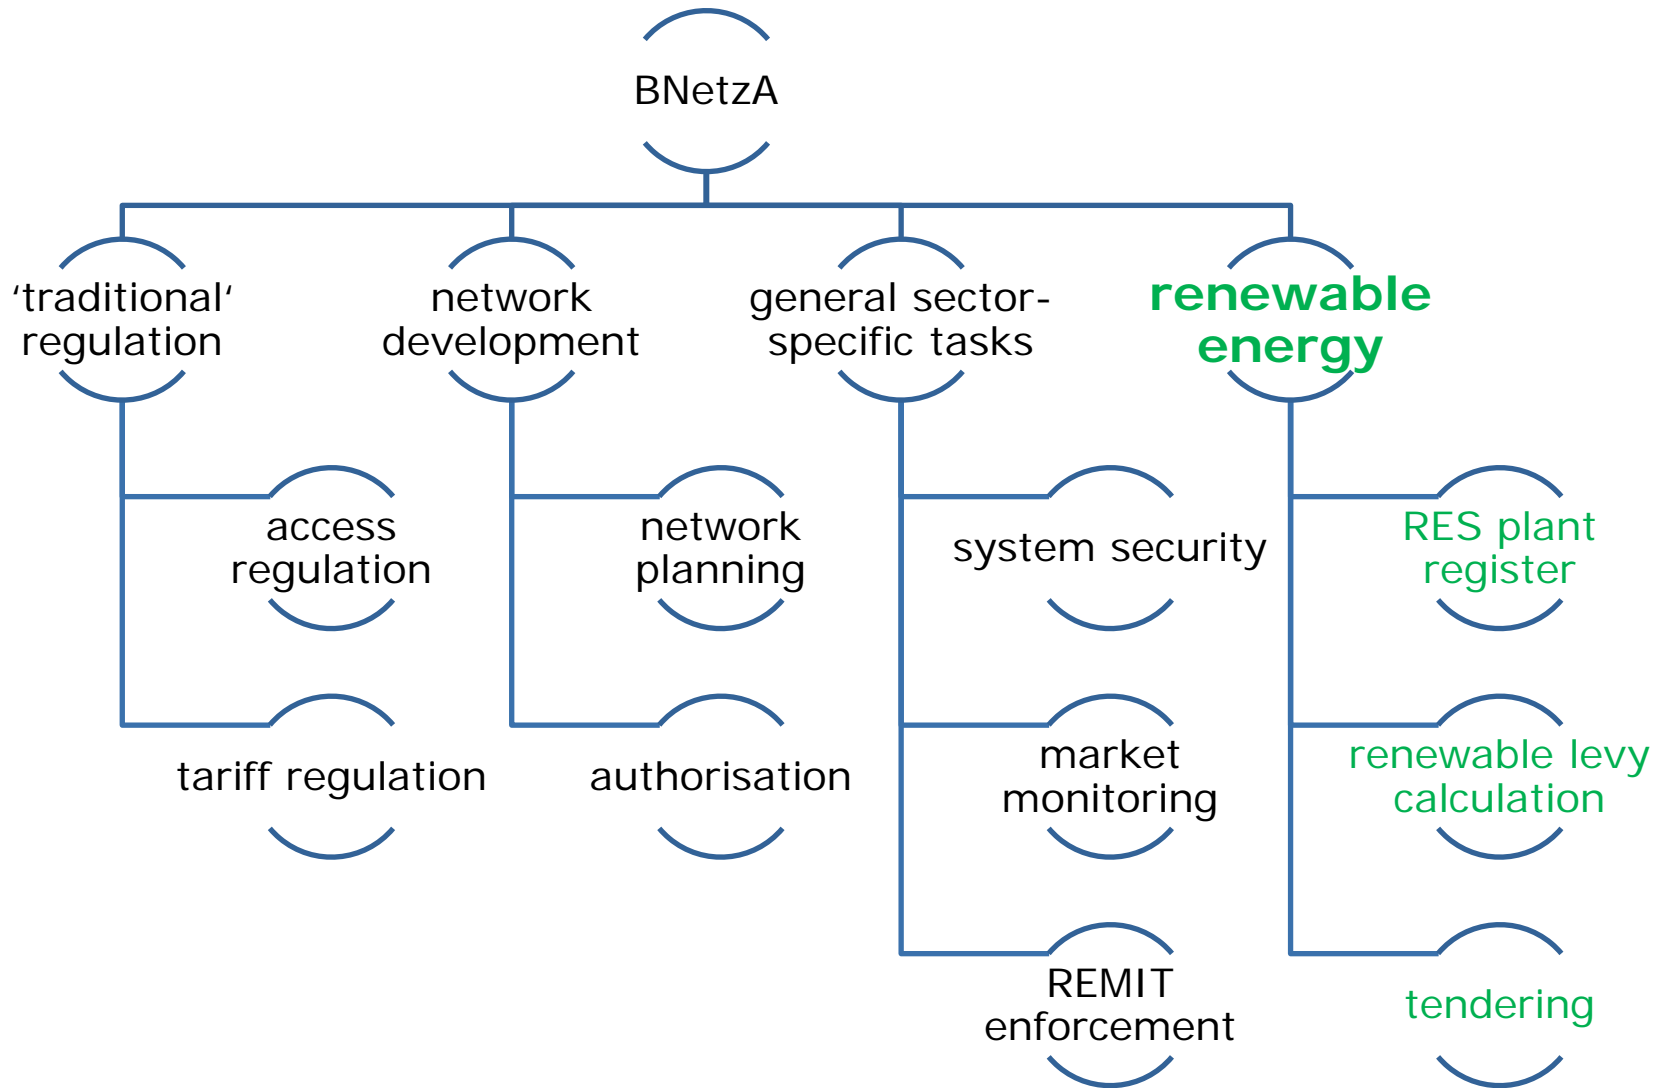 BNetzA
‘traditional‘
regulation
network
development
general sector-
specific tasks
renewable
energy
access
regulation
network
planning
system security
RES plant
register
tariff regulation
authorisation
market
monitoring
renewable levy
calculation
REMIT
enforcement
tendering